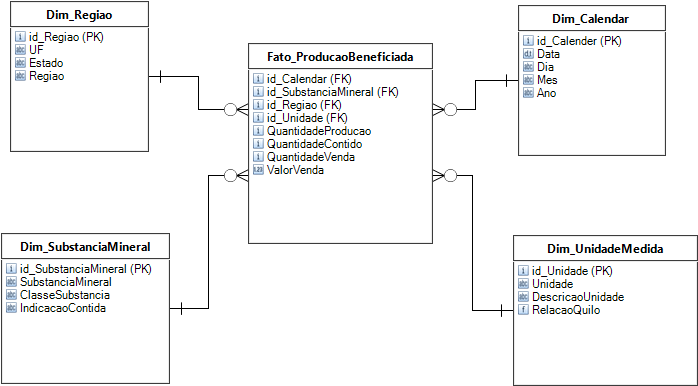 Dim_Regiao
id_Regiao (PK)
UF
Estado
Regiao
Fato_ProducaoBeneficiada
id_Calendar (FK)
id_SubstanciaMineral (FK)
id_Regiao (FK)
id_Unidade (FK)
QuantidadeProducao
QuantidadeContido
QuantidadeVenda
ValorVenda
Dim_Calendar
id_Calender (PK)
Data
Dia
Mes
Ano
Dim_SubstanciaMineral
id_SubstanciaMineral (PK)
SubstanciaMineral
ClasseSubstancia
IndicacaoContida
Dim_UnidadeMedida
id_Unidade (PK)
Unidade
DescricaoUnidade
RelacaoQuilo